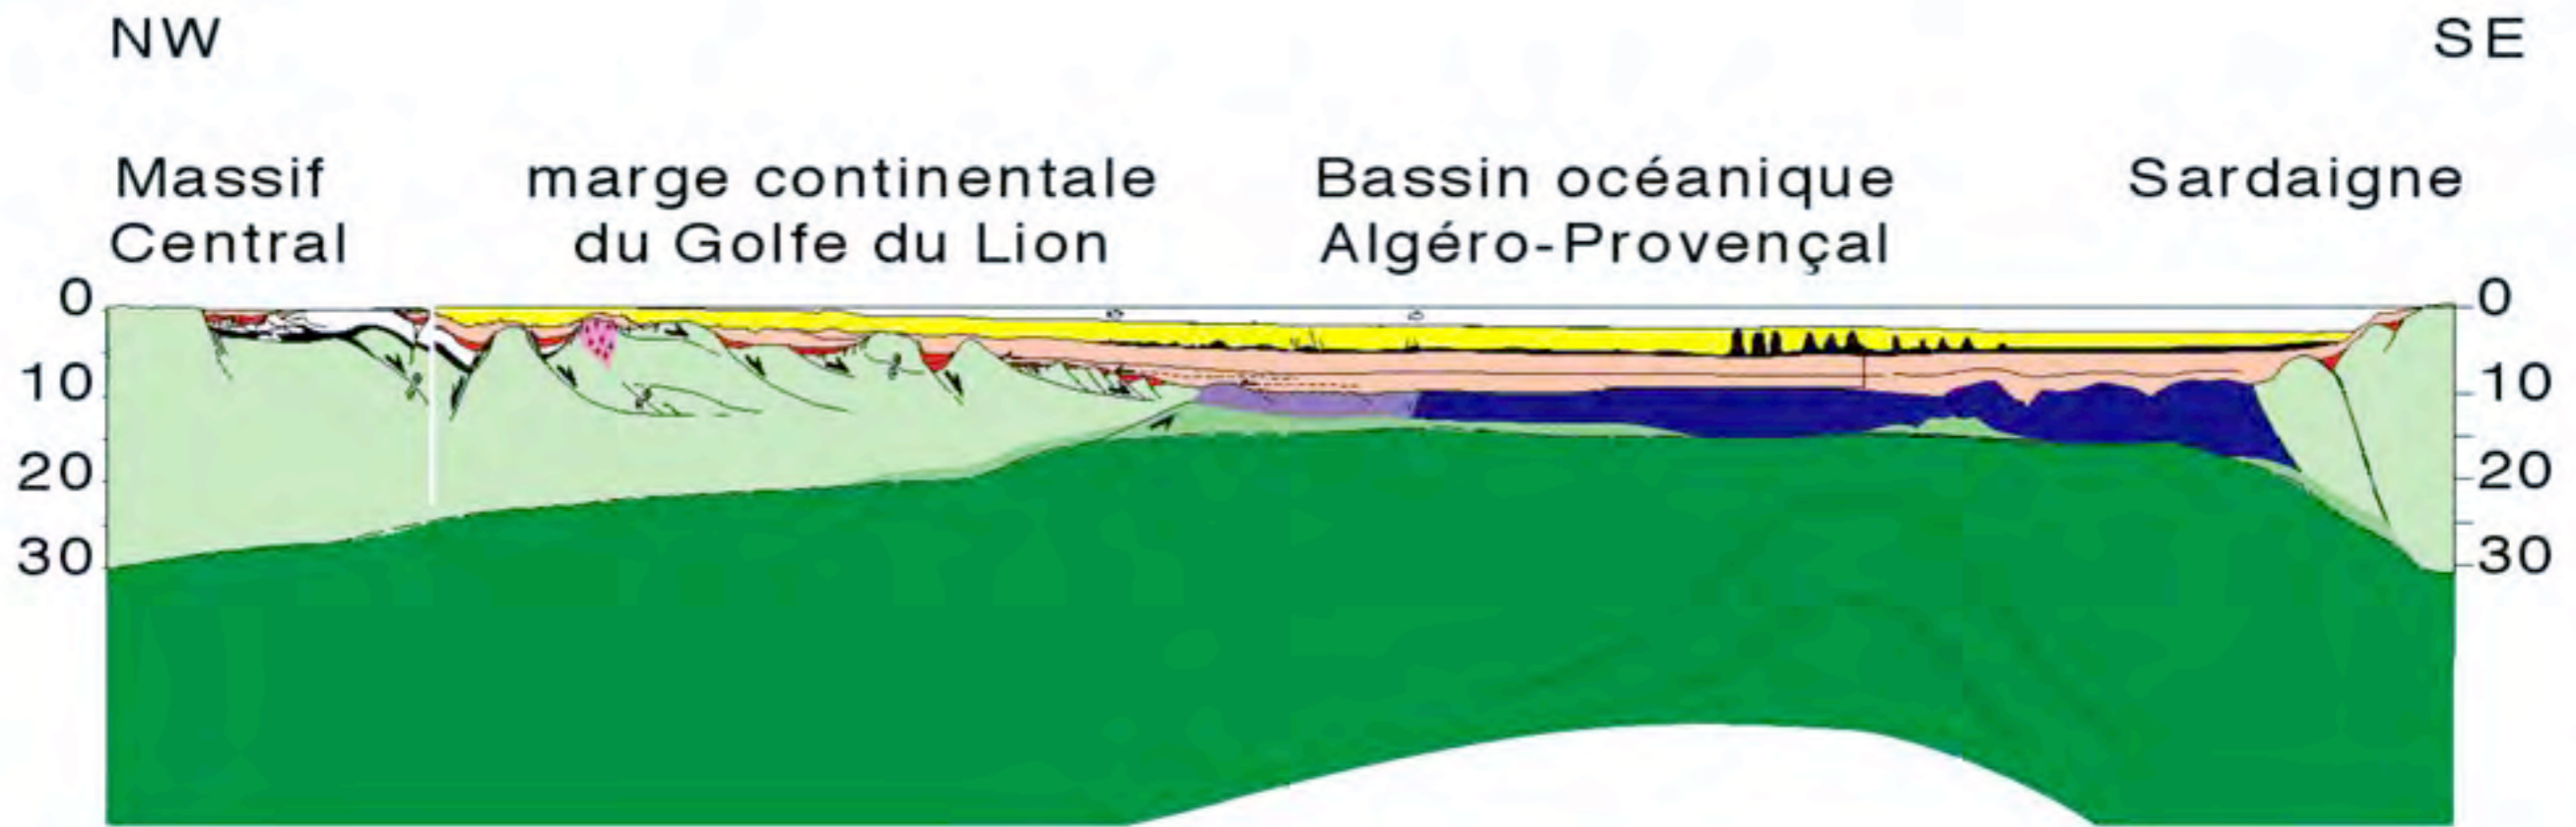 NW
SE
Massif
Central
marge continentale
du Golfe du Lion
Bassin océanique
Algéro-Provençal
Sardaigne
0
10
20
30
0
10
20
30